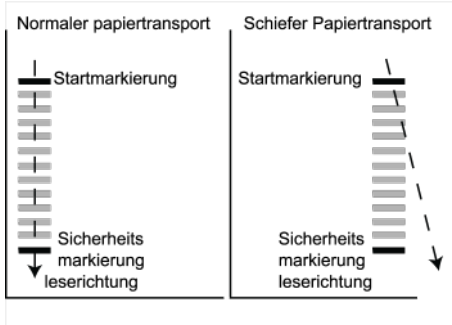 Normaler papiertransport
Startmarkierung
Sicherheits
markierung
leserichtung
Schiefer Papiertransport
Startmarkierung
Sicherheits
markierung
leserichtung